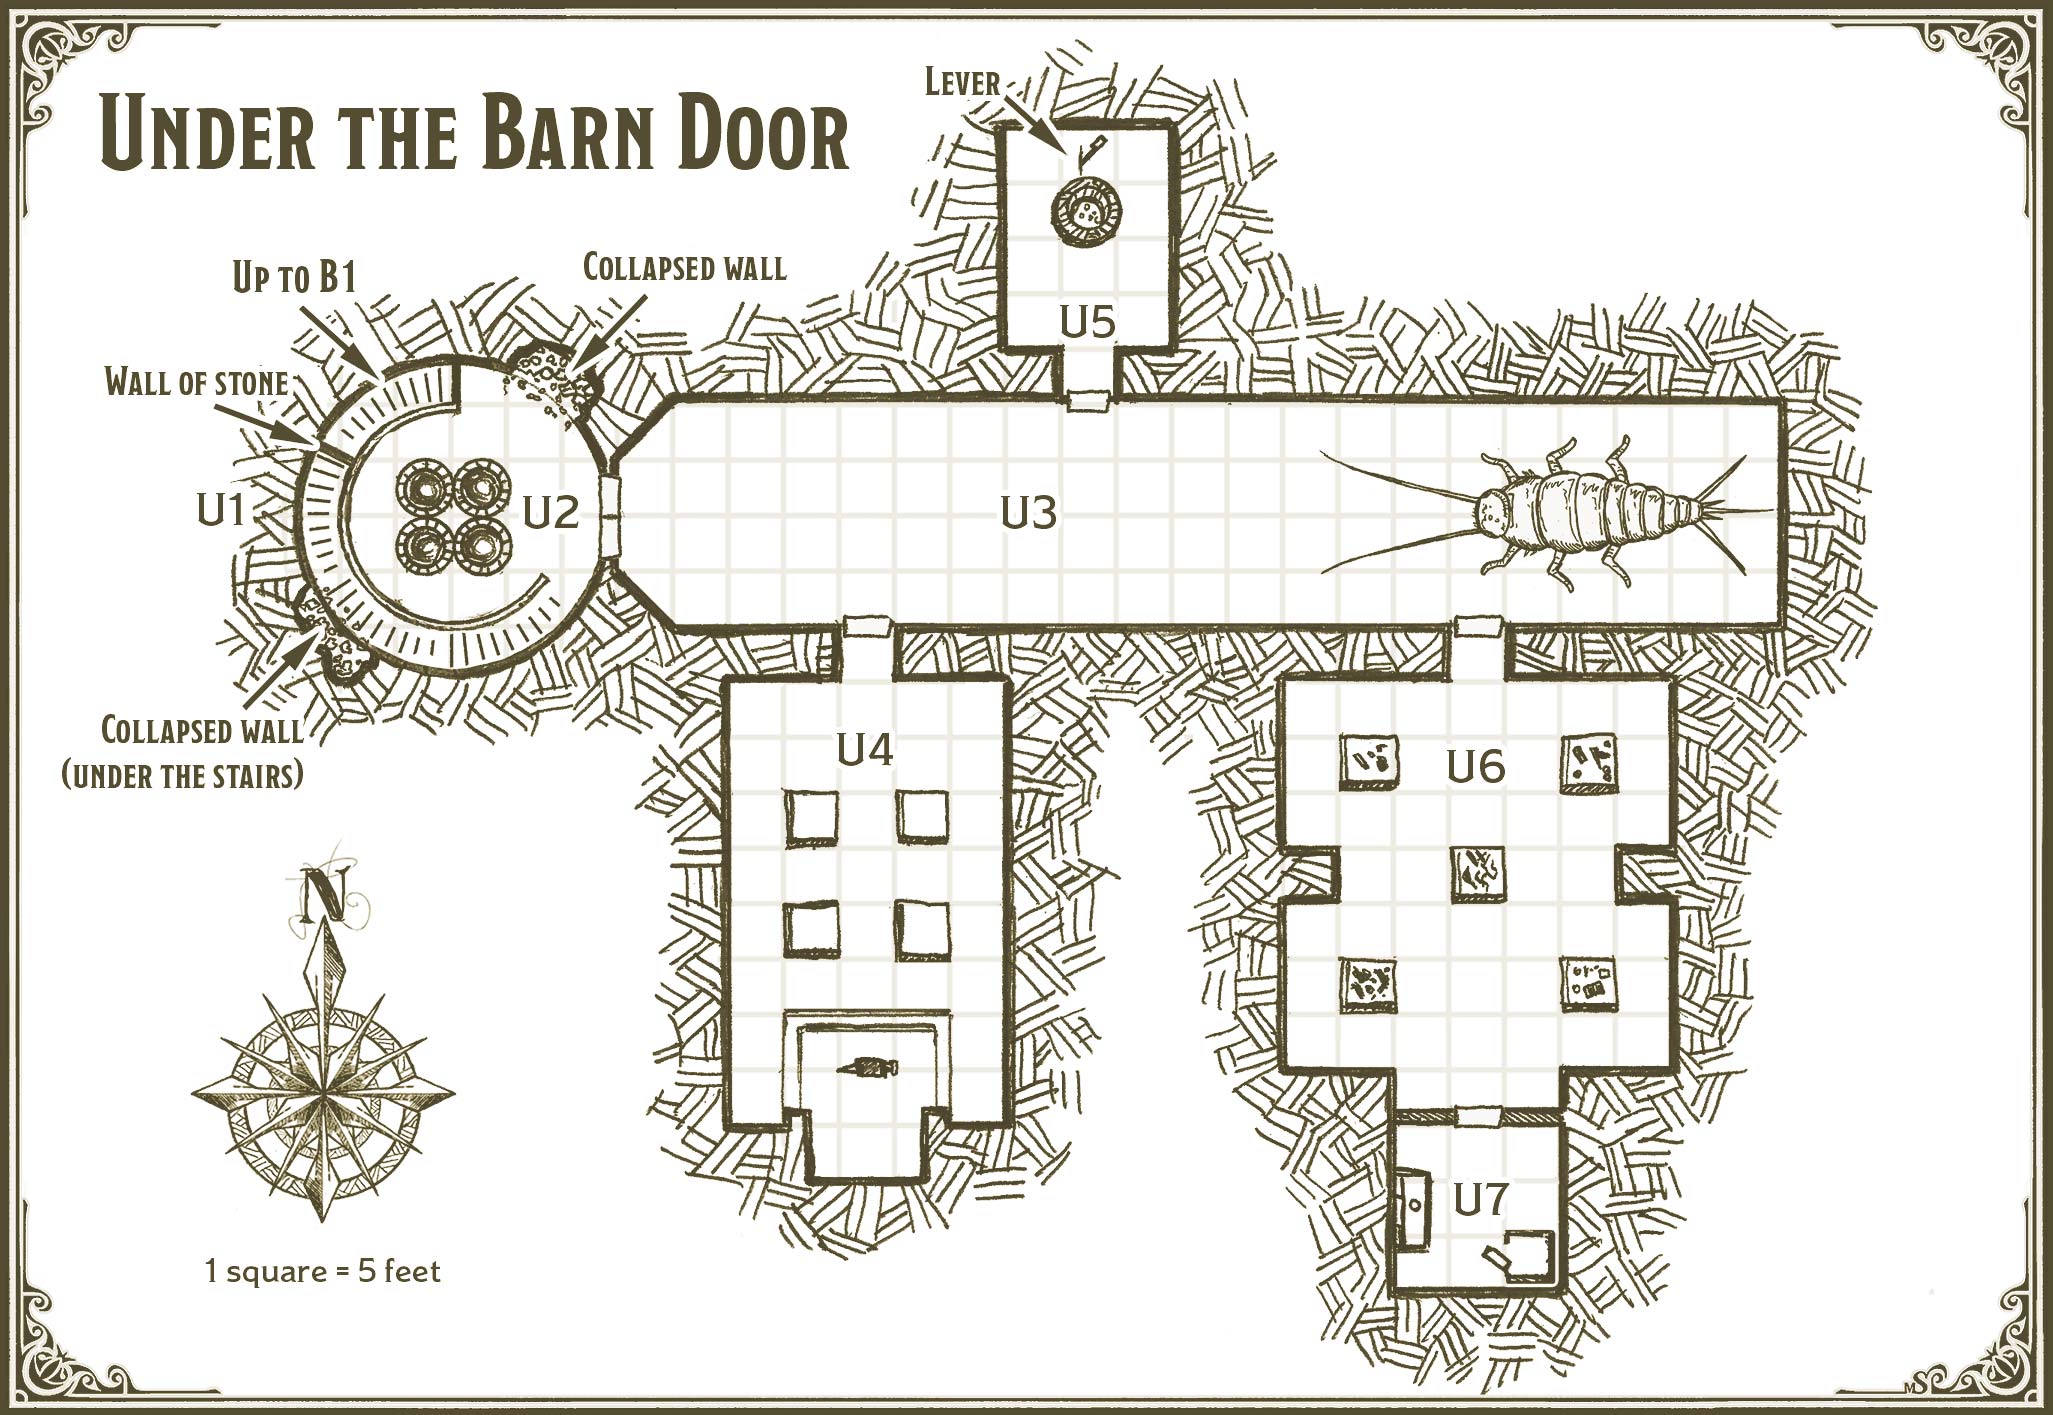 Under the Barn Door
Lever
Up to B1
Collapsed wall
Wall of stone
U1
U2
U3
U4
U5
U6
U7
Collapsed wall
(under the stairs)
N
1 square = 5 feet
MS